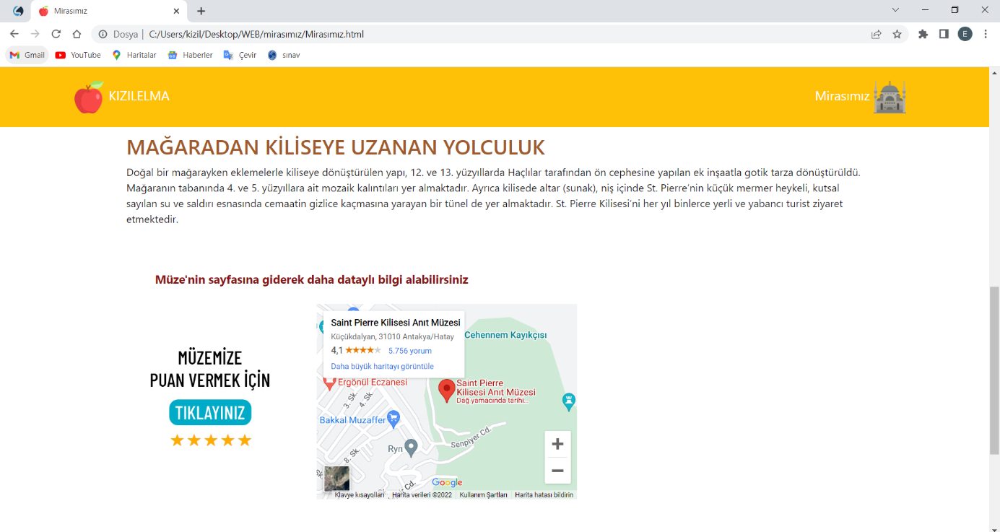 Mirasımız
Dosya | C:/Users/kizil/Desktop/WEB/mirasımız/Mirasımız.html
E
Gmail YouTube Haritalar Haberler Çevir sınav
KIZILELMA
Mirasımız
MAĞARADAN KİLİSEYE UZANAN YOLCULUK
Doğal bir mağarayken eklemelerle kiliseye dönüştürülen yapı, 12. ve 13. yüzyıllarda Haçlılar tarafından ön cephesine yapılan ek inşaatla gotik tarza dönüştürüldü.
Mağaranın tabanında 4. ve 5. yüzyıllara ait mozaik kalıntıları yer almaktadır. Ayrıca kilisede altar (sunak), niş içinde St. Pierre'nin küçük mermer heykeli, kutsal
sayılan su ve saldırı esnasında cemaatin gizlice kaçmasına yarayan bir tünel de yer almaktadır. St. Pierre Kilisesi'ni her yıl binlerce yerli ve yabancı turist ziyaret
etmektedir.
Müze'nin sayfasına giderek daha dataylı bilgi alabilirsiniz
MÜZEMİZE
PUAN VERMEK İÇİN
TIKLAYINIZ
Saint Pierre Kilisesi Anıt Müzesi
Küçükdalyan, 31010 Antakya/Hatay
4,1 5.756 yorum
Daha büyük haritayı görüntüle
Cehennem Kayıkçısı
Ergönül Eczanesi
Saint Pierre
Kilisesi Anıt Müzesi
Dağ yamacında tarihi...
3. Sk.
4. Sk.
Bakkal Muzaffer
Senpiyer Cd.
Ryn
8. Sk.
Cd.
Google
Klavye kısayolları Harita verileri ©2022 Kullanım Şartları Harita hatası bildirin